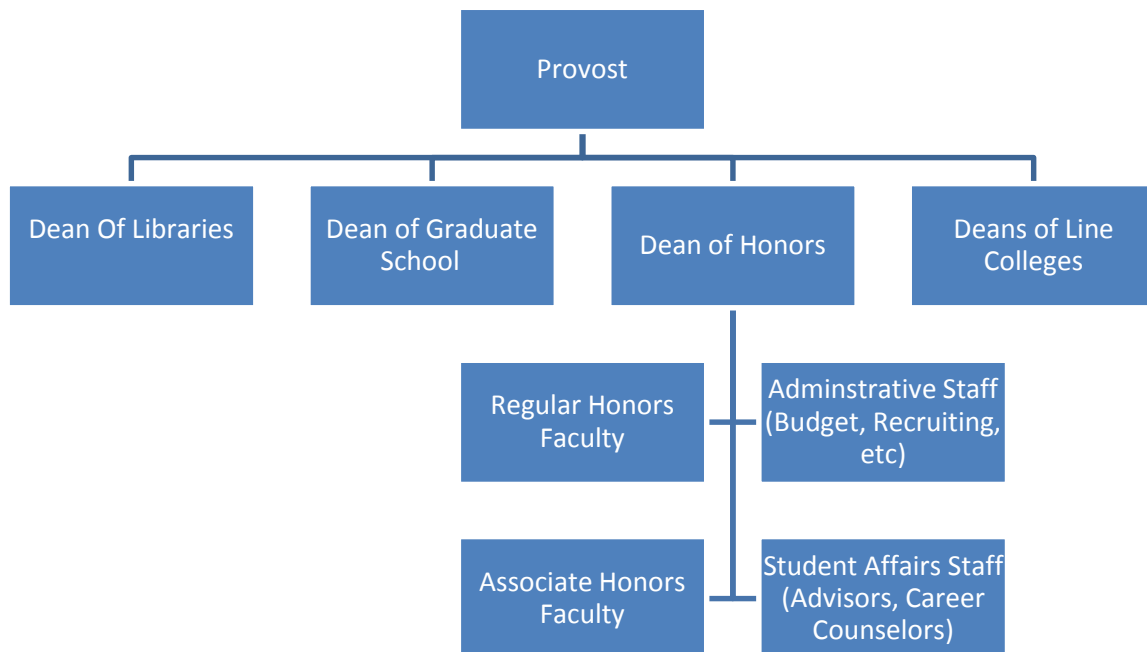 Provost
Dean Of Libraries
Dean of Graduate
School
Dean of Honors
Deans of Line
Colleges
Regular Honors
Faculty
Adminstrative Staff
(Budget, Recruiting,
etc)
Associate Honors
Faculty
Student Affairs Staff
(Advisors, Career
Counselors)